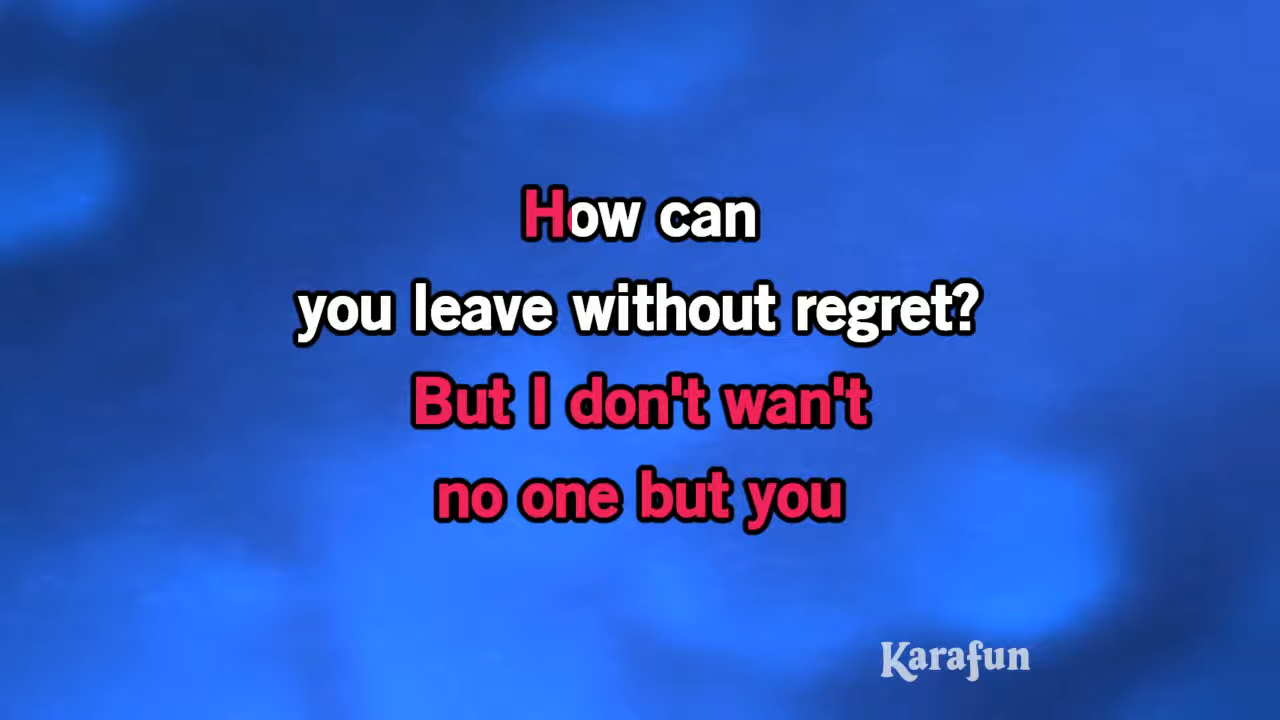 How can
you leave without regret?
But I don't wan't
no one but you
Karafun